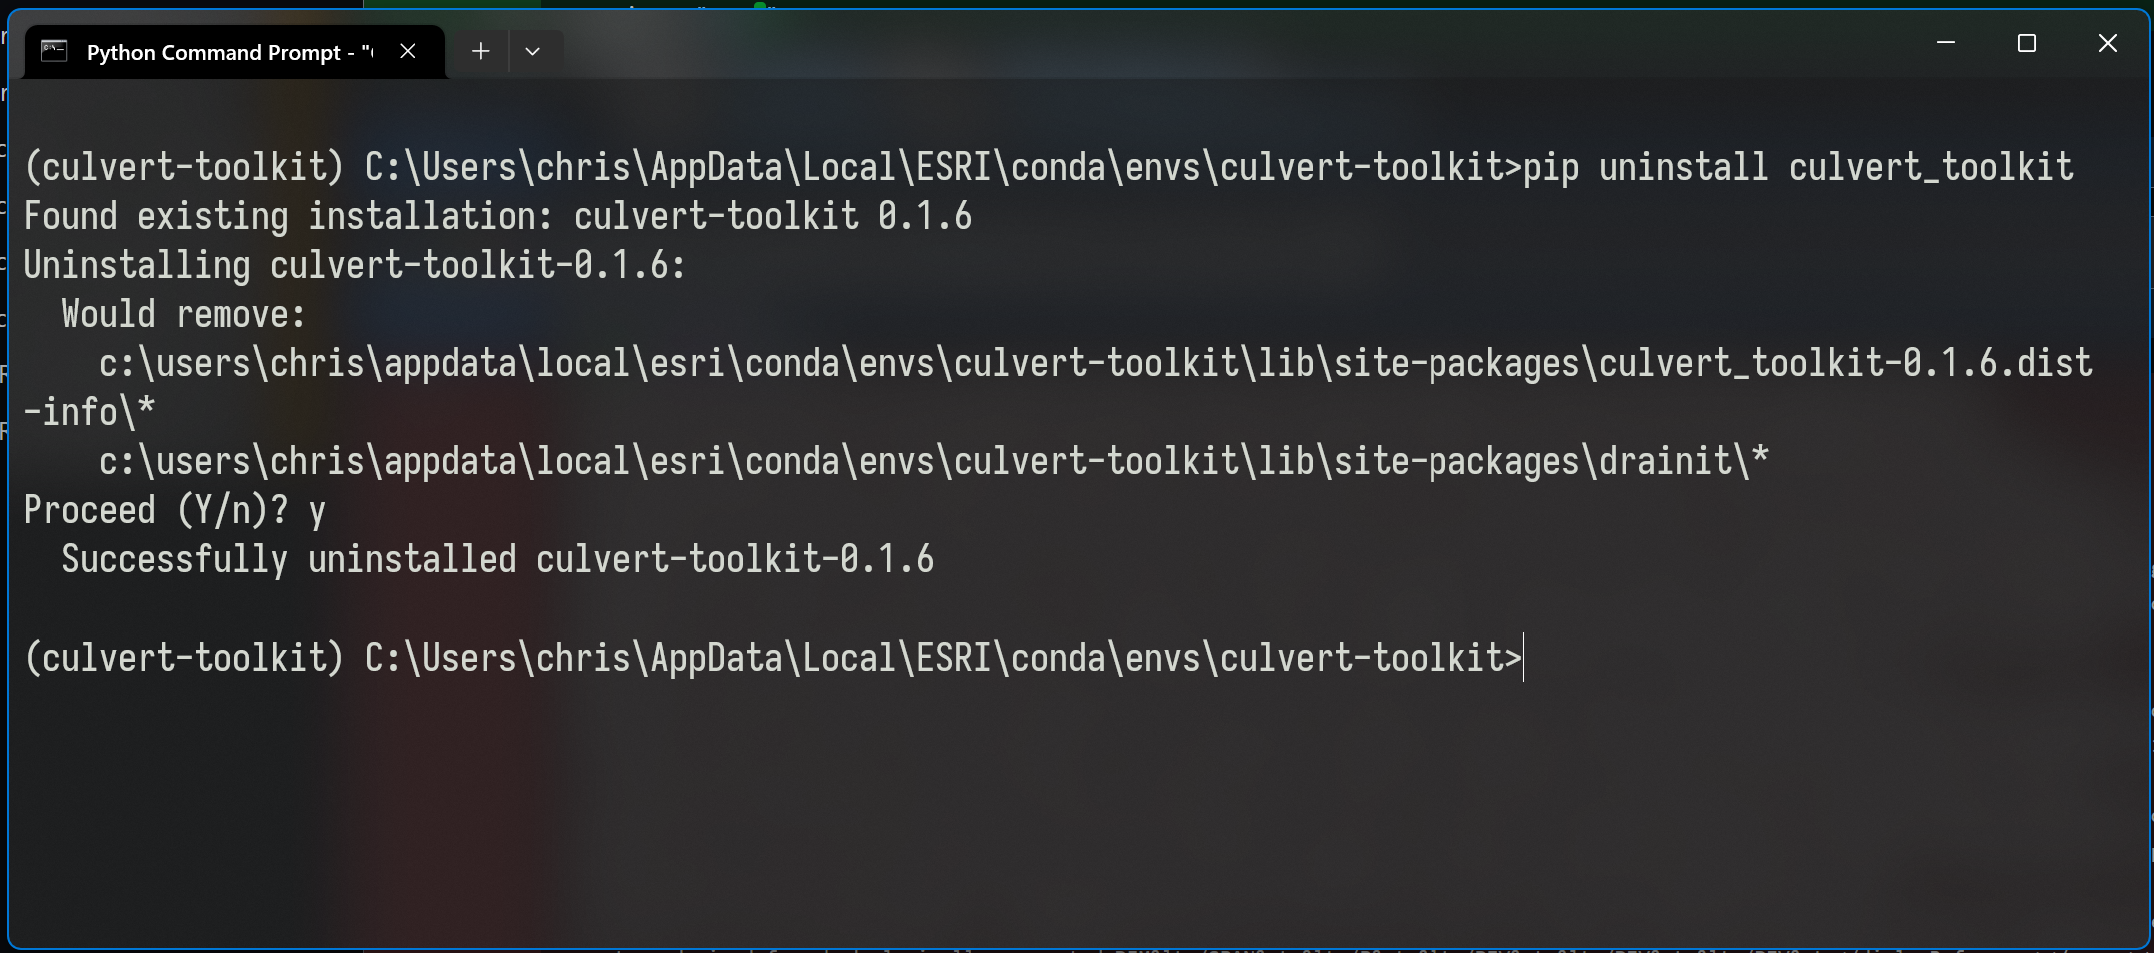 Python Command Prompt - "
(culvert-toolkit) C:\Users\chris\AppData\Local\ESRI\conda\envs\culvert-toolkit>pip uninstall culvert_toolkit
Found existing installation: culvert-toolkit 0.1.6
Uninstalling culvert-toolkit-0.1.6:
  Would remove:
    c:\users\chris\appdata\local\esri\conda\envs\culvert-toolkit\lib\site-packages\culvert_toolkit-0.1.6.dist
-info\*
    c:\users\chris\appdata\local\esri\conda\envs\culvert-toolkit\lib\site-packages\drainit\*
Proceed (Y/n)? y
  Successfully uninstalled culvert-toolkit-0.1.6
(culvert-toolkit) C:\Users\chris\AppData\Local\ESRI\conda\envs\culvert-toolkit>